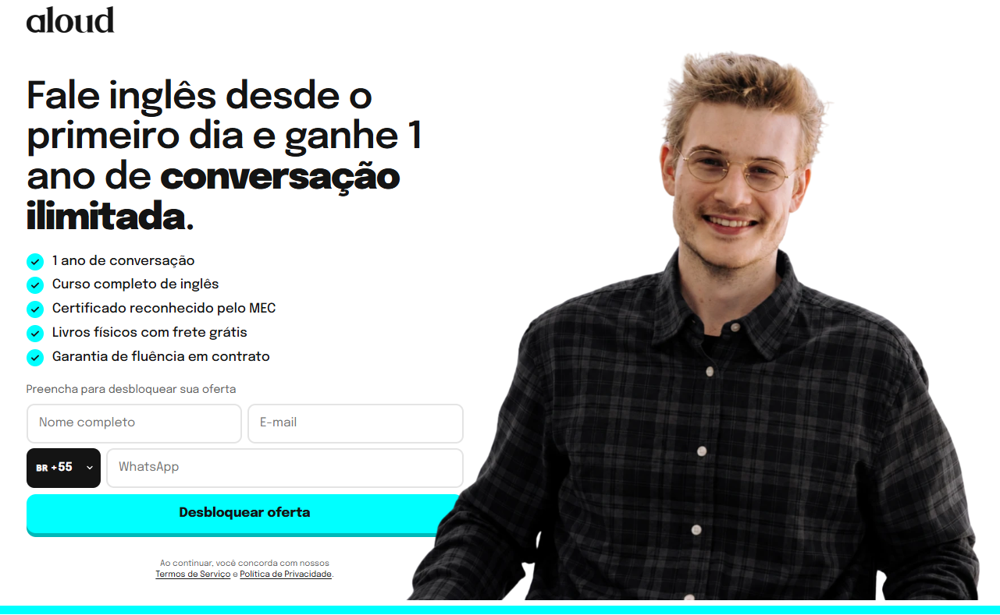 aloud
Fale inglês desde o
primeiro dia e ganhe 1
ano de conversação
ilimitada.
1 ano de conversação
Curso completo de inglês
Certificado reconhecido pelo MEC
Livros físicos com frete grátis
Garantia de fluência em contrato
Preencha para desbloquear sua oferta
Nome completo
E-mail
BR +55
WhatsApp
Desbloquear oferta
Ao continuar, você concorda com nossos
Termos de Serviço e Política de Privacidade.